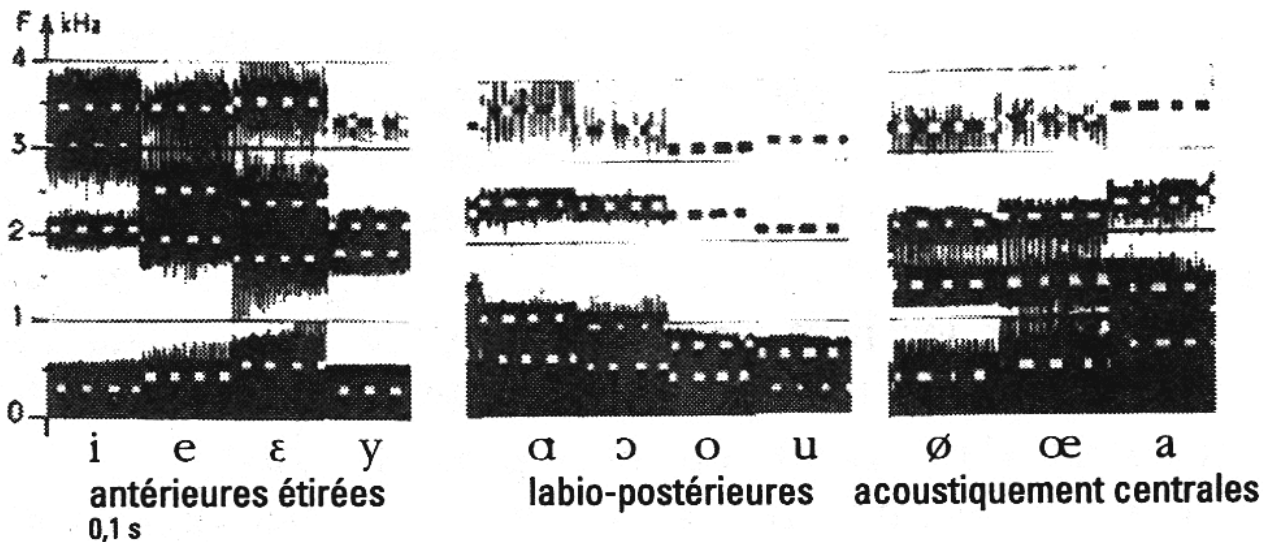 F kHz
4
3
2
1
0
i e ε y ɑ ɔ o u ø œ a
antérieures étirées labio-postérieures acoustiquement centrales
0,1 s